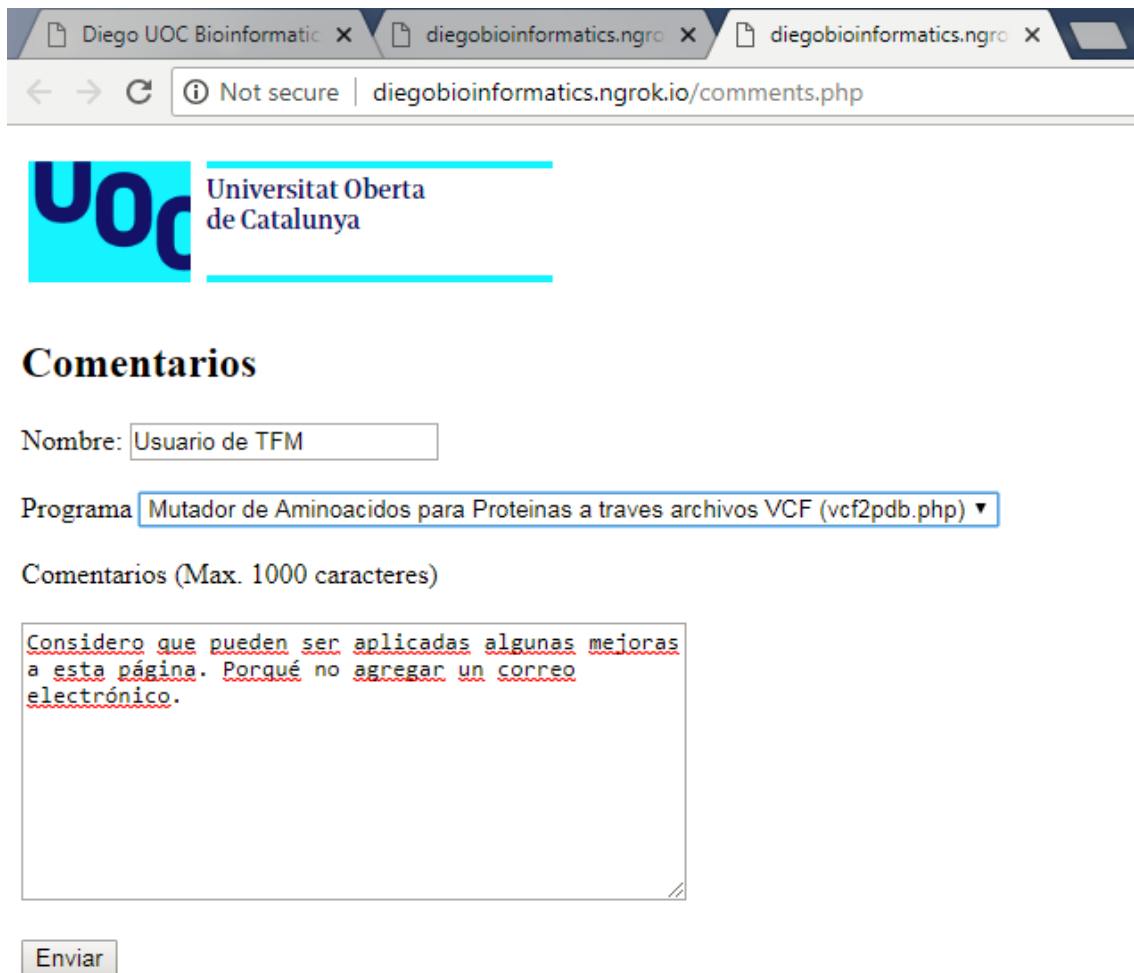 Diego UOC Bioinformatic
diegobioinformatics.ngro
diegobioinformatics.ngro
Not secure | diegobioinformatics.ngrok.io/comments.php
UOC
Universitat Oberta
de Catalunya
Comentarios
Nombre: Usuario de TFM
Programa Mutador de Aminoacidos para Proteinas a traves archivos VCF (vcf2pdb.php)
Comentarios (Max. 1000 caracteres)
Considero que pueden ser aplicadas algunas mejoras
a esta página. Porqué no agregar un correo
electrónico.
Enviar